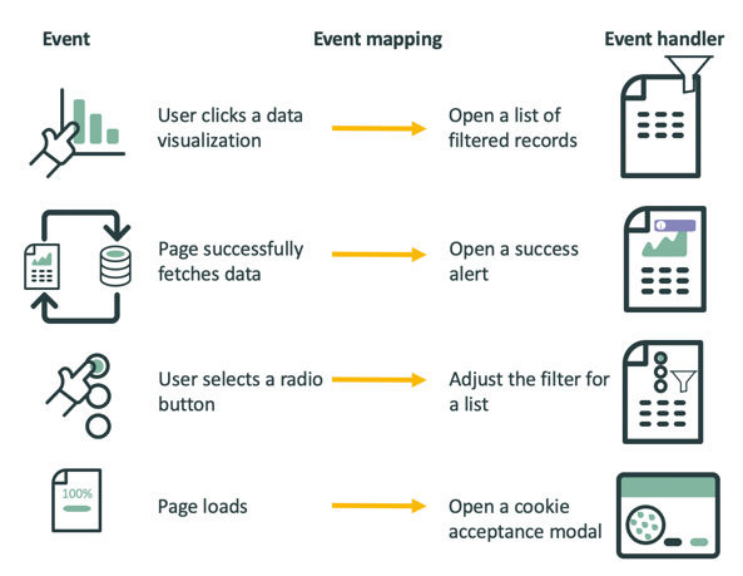 Event
Event mapping
Event handler
User clicks a data
visualization
Open a list of
filtered records
Page successfully
fetches data
Open a success
alert
User selects a radio
button
Adjust the filter for
a list
100%
Page loads
Open a cookie
acceptance modal